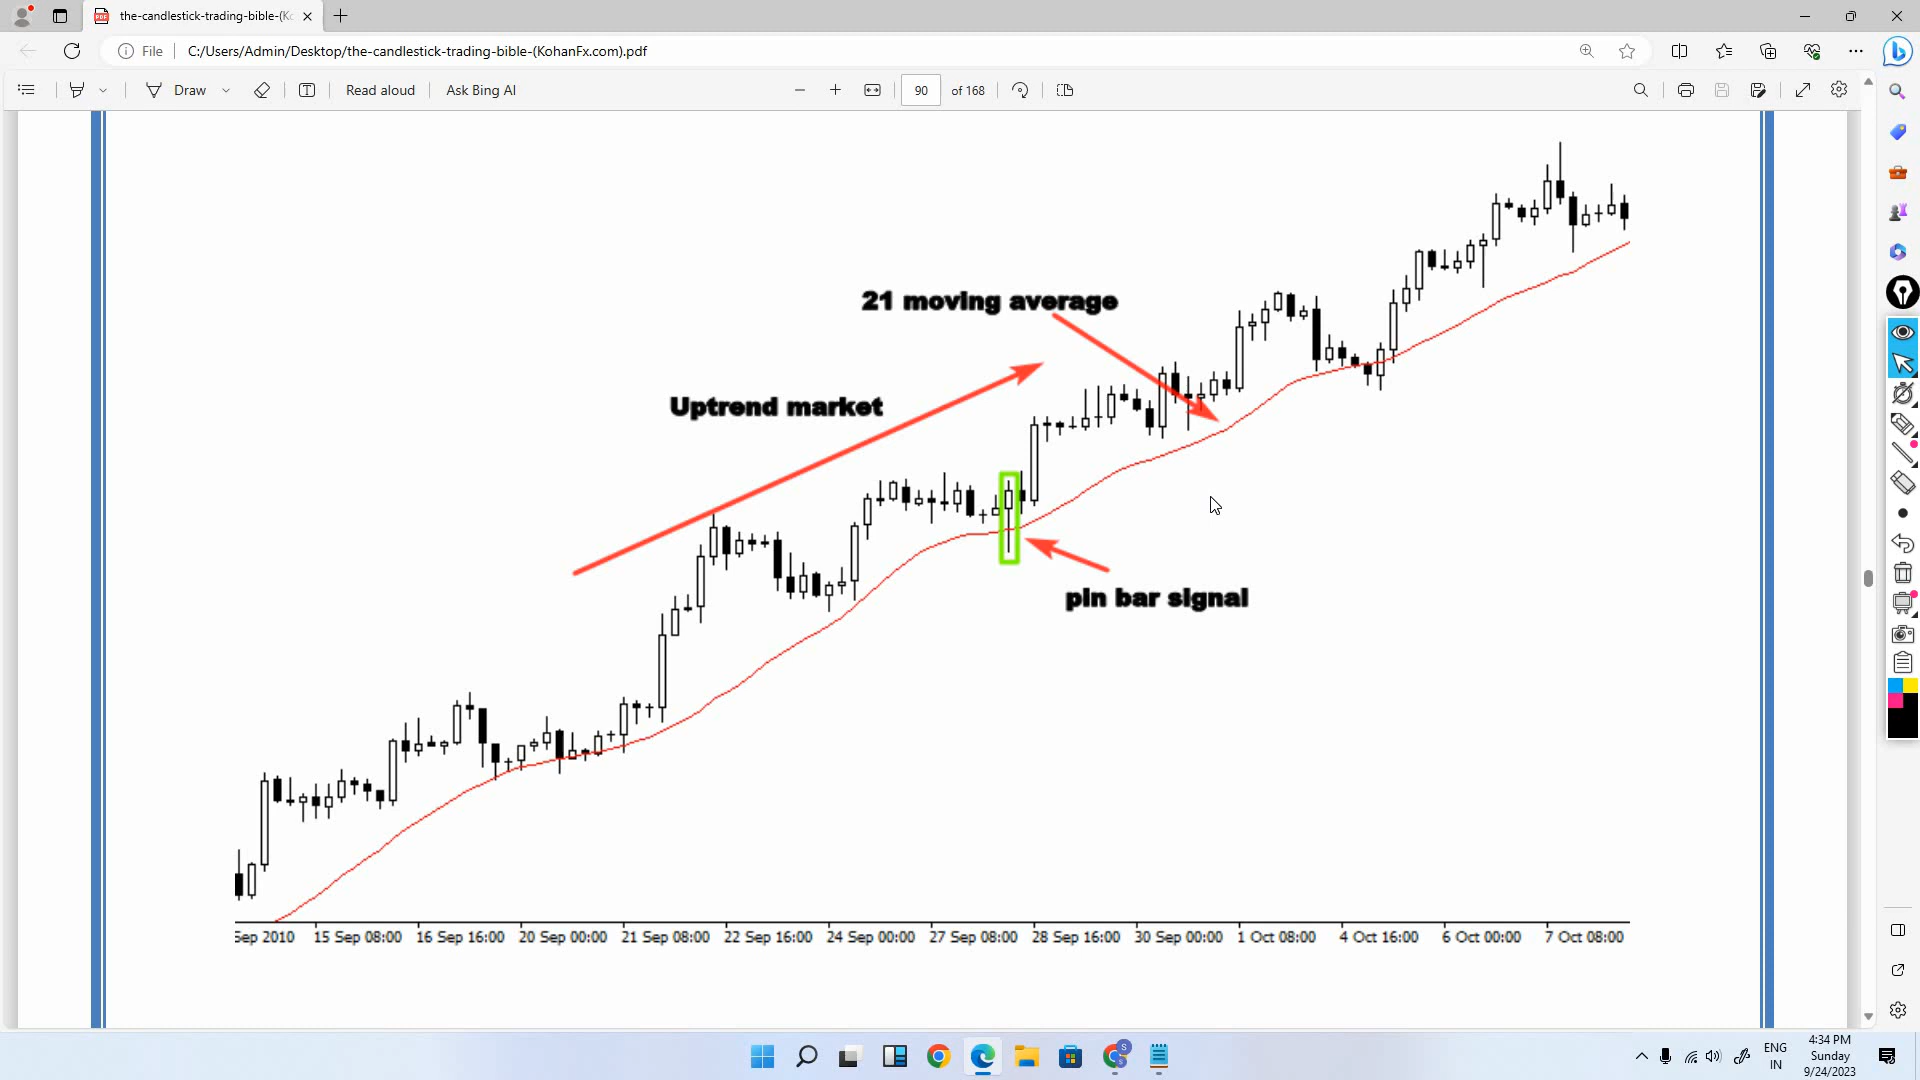 the-candlestick-trading-bible-(Ko
File
C:/Users/Admin/Desktop/the-candlestick-trading-bible-(KohanFx.com).pdf
Draw
Read aloud
Ask Bing AI
90 of 168
21 moving average
Uptrend market
pin bar signal
Sep 2010 15 Sep 08:00 16 Sep 16:00 20 Sep 00:00 21 Sep 08:00 22 Sep 16:00 24 Sep 00:00 27 Sep 08:00 28 Sep 16:00 30 Sep 00:00 1 Oct 08:00 4 Oct 16:00 6 Oct 00:00 7 Oct 08:00
ENG
IN
4:34 PM
Sunday
9/24/2023